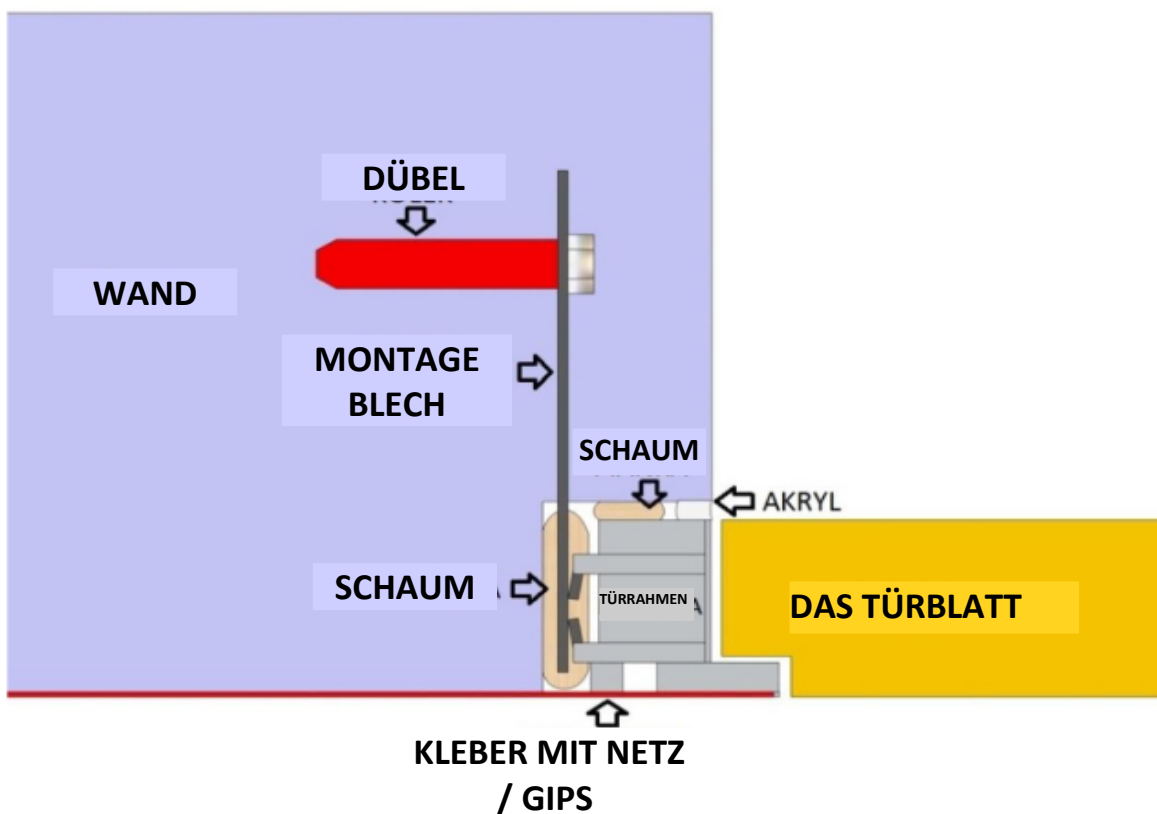 DÜBEL
WAND
MONTAGE
BLECH
SCHAUM
AKRYL
SCHAUM
TÜRRAHMEN
DAS TÜRBLATT
KLEBER MIT NETZ
/ GIPS